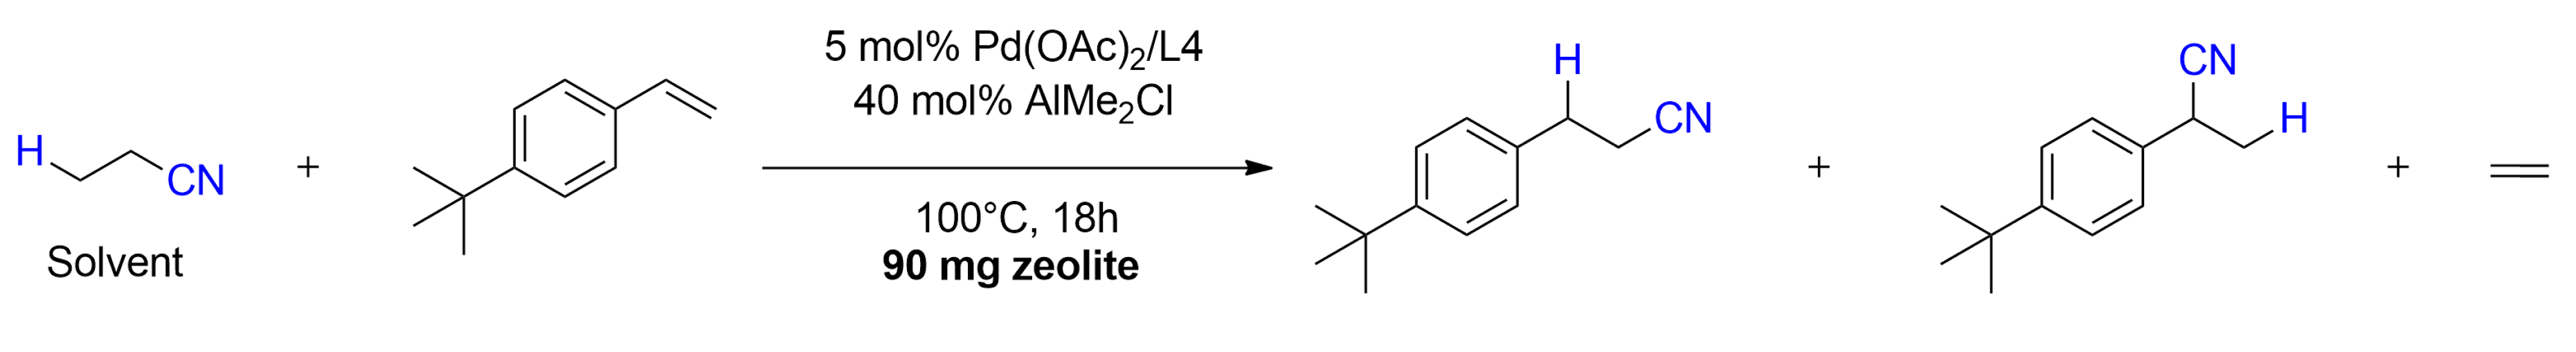 H
CN
+
Solvent
5 mol% Pd(OAc)₂/L4
40 mol% AlMe₂Cl
100°C, 18h
90 mg zeolite
H
CN
+
CN
H
+